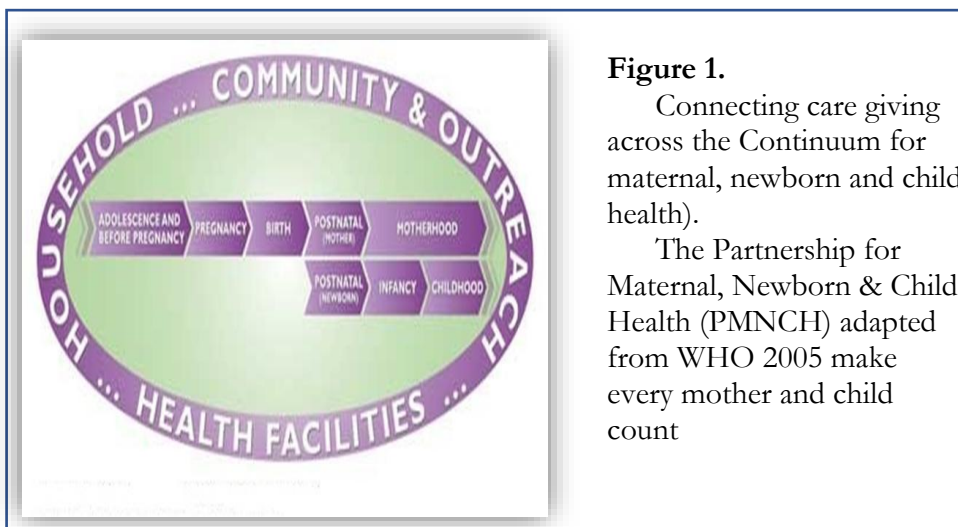 HOUSEHOLD ... COMMUNITY & OUTREACH ... HEALTH FACILITIES ...
ADOLESCENCE AND
BEFORE PREGNANCY
PREGNANCY
BIRTH
POSTNATAL
(MOTHER)
MOTHERHOOD
POSTNATAL
(NEWBORN)
INFANCY
CHILDHOOD
Figure 1.
Connecting care giving
across the Continuum for
maternal, newborn and child
health).
The Partnership for
Maternal, Newborn & Child
Health (PMNCH) adapted
from WHO 2005 make
every mother and child
count